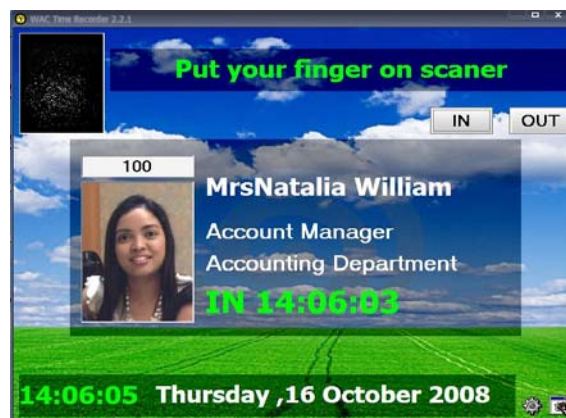 WAC Time Recorder 2.2.1
Put your finger on scaner
IN OUT
100
MrsNatalia William
Account Manager
Accounting Department
IN 14:06:03
14:06:05 Thursday ,16 October 2008